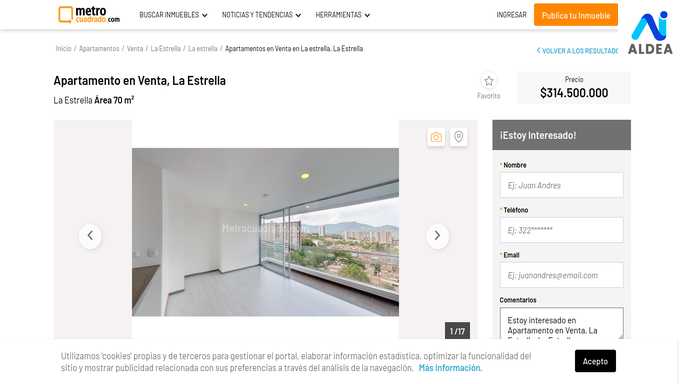 metro
cuadrado.com
BUSCAR INMUEBLES
NOTICIAS Y TENDENCIAS
HERRAMIENTAS
INGRESAR
Publica tu Inmueble
ALDEA
Inicio / Apartamentos / Venta / La Estrella / La estrella / Apartamentos en Venta en La estrella, La Estrella
VOLVER A LOS RESULTADO
Apartamento en Venta, La Estrella
La Estrella Área 70 m²
Favorito
Precio
$314.500.000
¡Estoy Interesado!
* Nombre
Ej: Juan Andres
* Teléfono
Ej: 322*******
* Email
Ej: juanandres@email.com
Comentarios
Estoy interesado en
Apartamento en Venta, La
Metrocuadrado.com
1 /17
Utilizamos 'cookies' propias y de terceros para gestionar el portal, elaborar información estadística, optimizar la funcionalidad del
sitio y mostrar publicidad relacionada con sus preferencias a través del análisis de la navegación. Más información.
Acepto